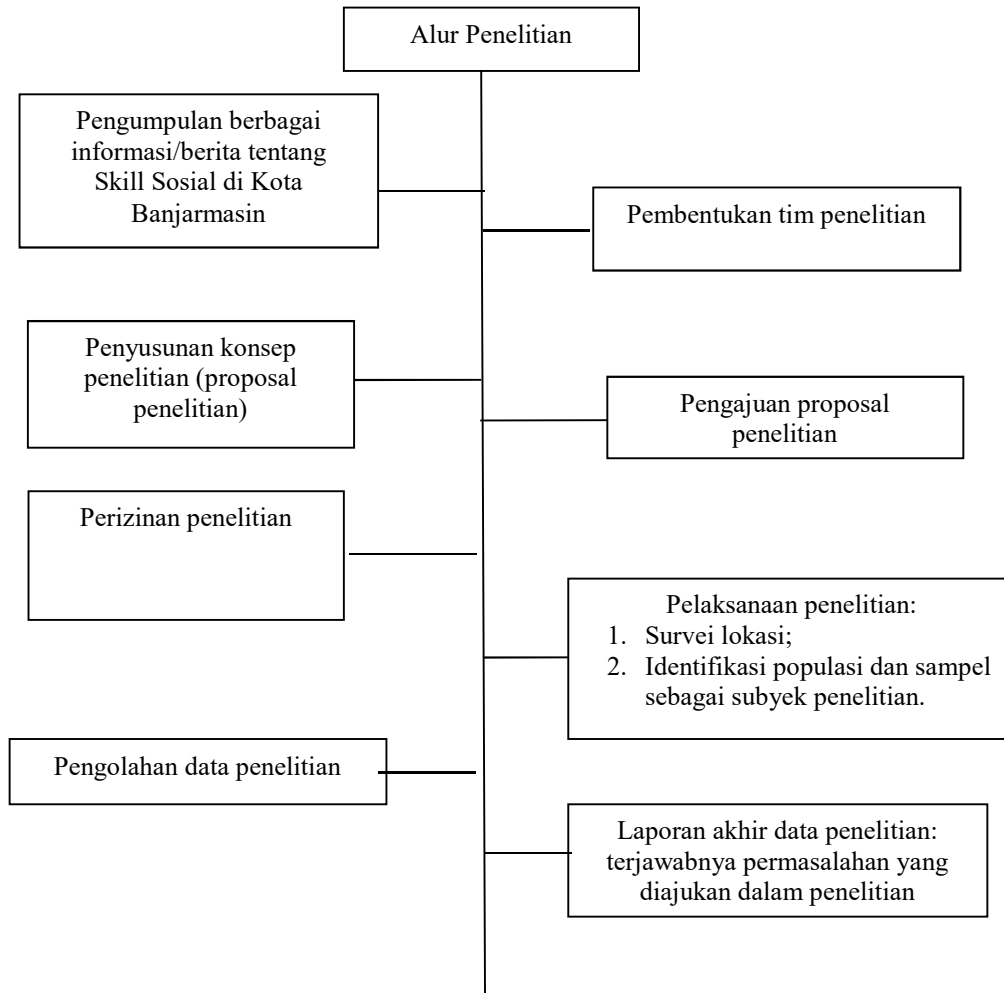 Alur Penelitian
Pengumpulan berbagai
informasi/berita tentang
Skill Sosial di Kota
Banjarmasin
Pembentukan tim penelitian
Penyusunan konsep
penelitian (proposal
penelitian)
Pengajuan proposal
penelitian
Perizinan penelitian
Pelaksanaan penelitian:
1. Survei lokasi;
2. Identifikasi populasi dan sampel
sebagai subyek penelitian.
Pengolahan data penelitian
Laporan akhir data penelitian:
terjawabnya permasalahan yang
diajukan dalam penelitian